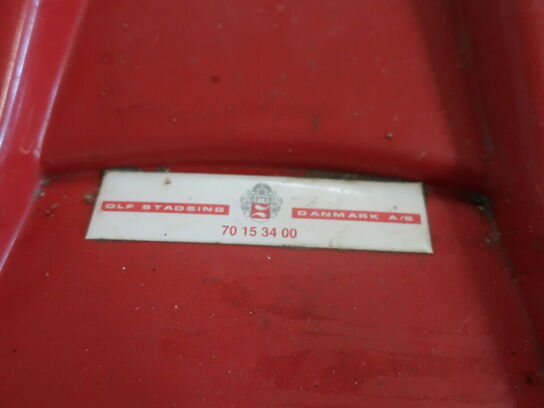 OLF STADSING DANMARK A/S
70 15 34 00